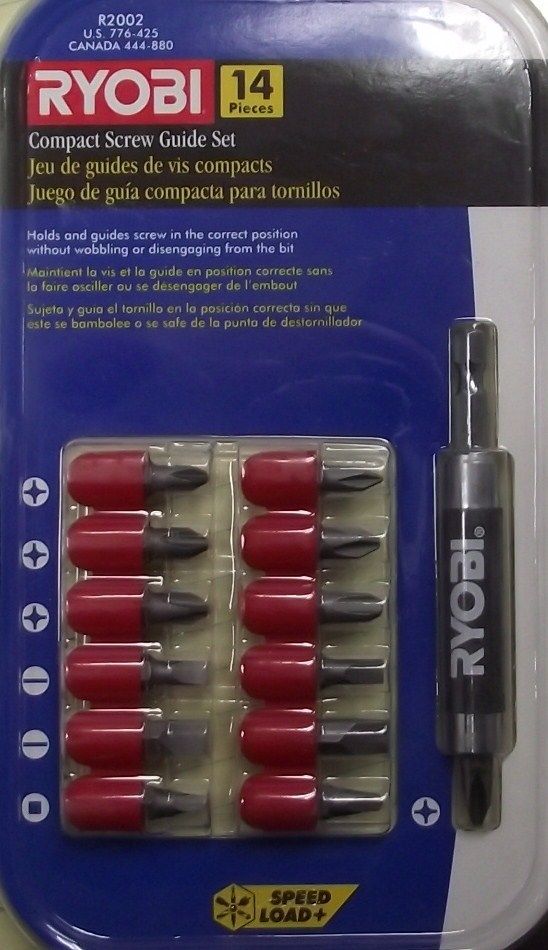 R2002
U.S. 776-425
CANADA 444-880
RYOBI
14
Pieces
Compact Screw Guide Set
Jeu de guides de vis compacts
Juego de guía compacta para tornillos
Holds and guides screw in the correct position
without wobbling or disengaging from the bit
Maintient la vis et la guide en position correcte sans
la faire osciller ou se désengager de l'embout
Sujeta y guia el tornillo en la posición correcta sin que
este se bambolee o se safe de la punta de destornillador
RYOBI®
SPEED
LOAD+